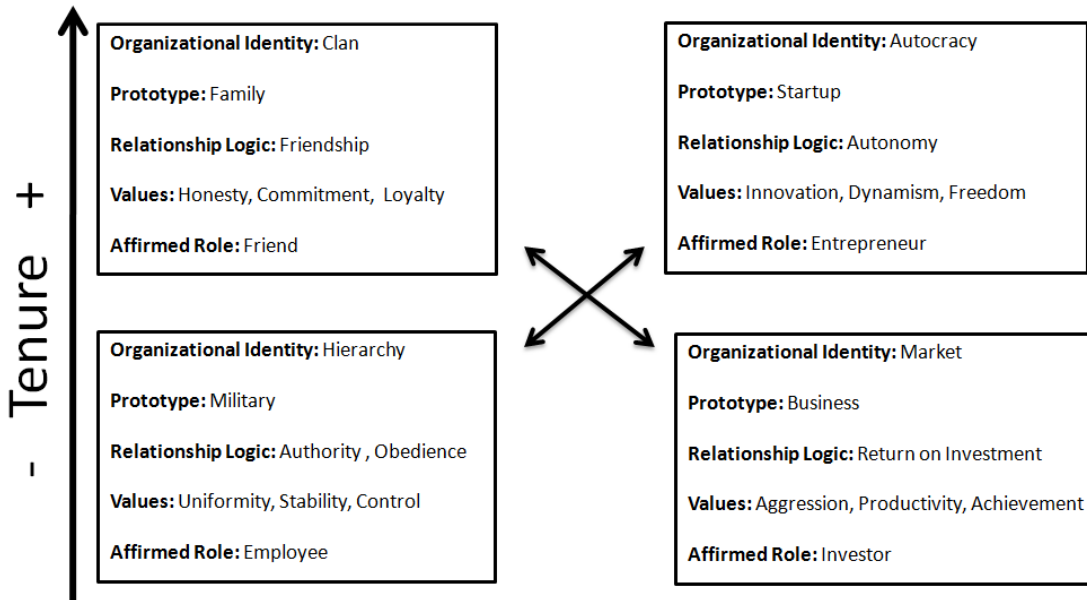 - Tenure +
Organizational Identity: Clan
Prototype: Family
Relationship Logic: Friendship
Values: Honesty, Commitment, Loyalty
Affirmed Role: Friend
Organizational Identity: Autocracy
Prototype: Startup
Relationship Logic: Autonomy
Values: Innovation, Dynamism, Freedom
Affirmed Role: Entrepreneur
Organizational Identity: Hierarchy
Prototype: Military
Relationship Logic: Authority , Obedience
Values: Uniformity, Stability, Control
Affirmed Role: Employee
Organizational Identity: Market
Prototype: Business
Relationship Logic: Return on Investment
Values: Aggression, Productivity, Achievement
Affirmed Role: Investor